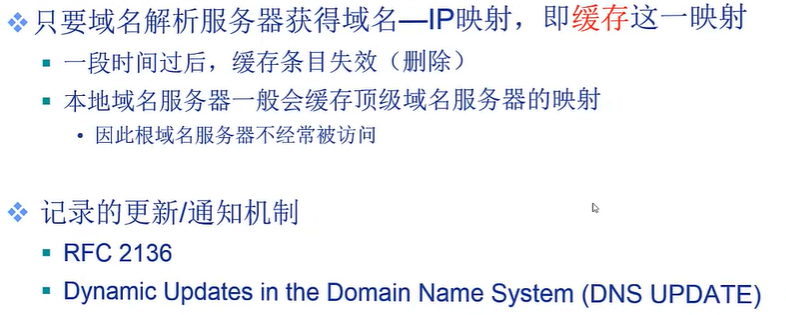 只要域名解析服务器获得域名—IP映射，即缓存这一映射
一段时间过后，缓存条目失效（删除）
本地域名服务器一般会缓存顶级域名服务器的映射
因此根域名服务器不经常被访问
记录的更新/通知机制
RFC 2136
Dynamic Updates in the Domain Name System (DNS UPDATE)